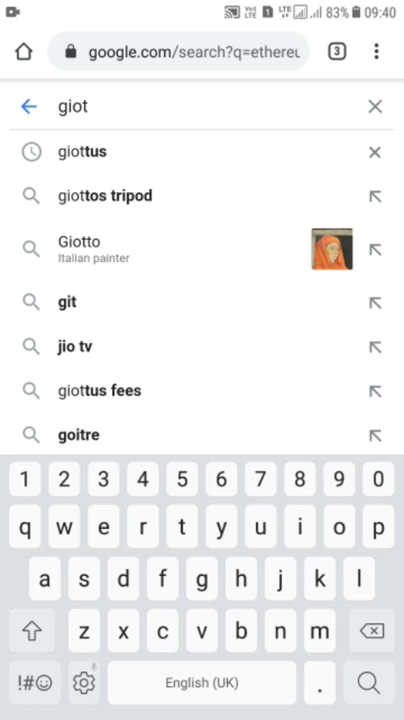 83% 09:40
google.com/search?q=ethereu
3
giot
giottus
giottos tripod
Giotto
Italian painter
git
jio tv
giottus fees
goitre
1 2 3 4 5 6 7 8 9 0
q w e r t y u i o p
a s d f g h j k l
z x c v b n m
!#☺ English (UK) .